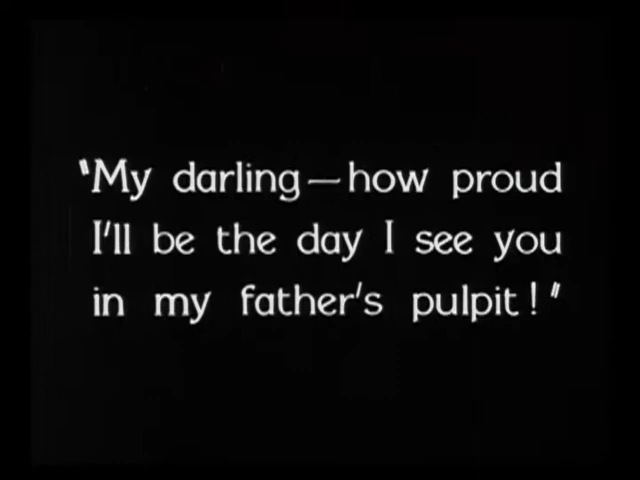 "My darling—how proud
I'll be the day I see you
in my father's pulpit!"